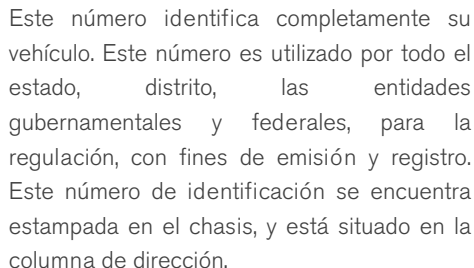 Este número identifica completamente su
vehículo. Este número es utilizado por todo el
estado, distrito, las entidades
gubernamentales y federales, para la
regulación, con fines de emisión y registro.
Este número de identificación se encuentra
estampada en el chasis, y está situado en la
columna de dirección.